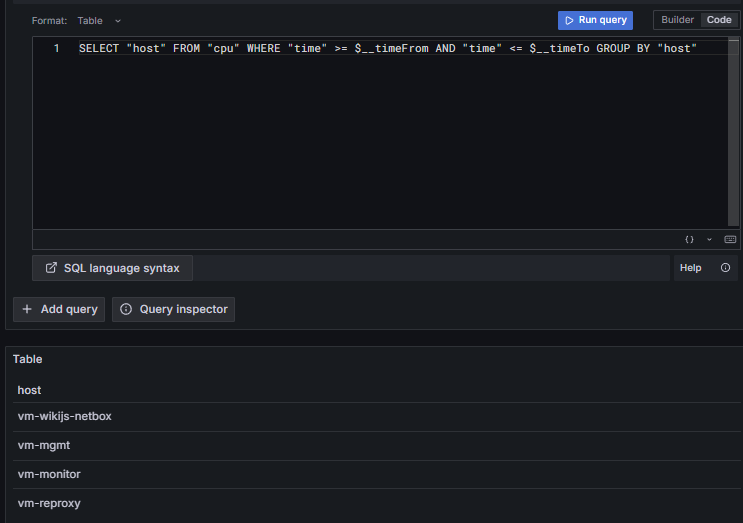 Format: Table
Run query
Builder Code
1 SELECT "host" FROM "cpu" WHERE "time" >= $__timeFrom AND "time" <= $__timeTo GROUP BY "host"
{}
SQL language syntax
Help
+ Add query
Query inspector
Table
host
vm-wikijs-netbox
vm-mgmt
vm-monitor
vm-reproxy